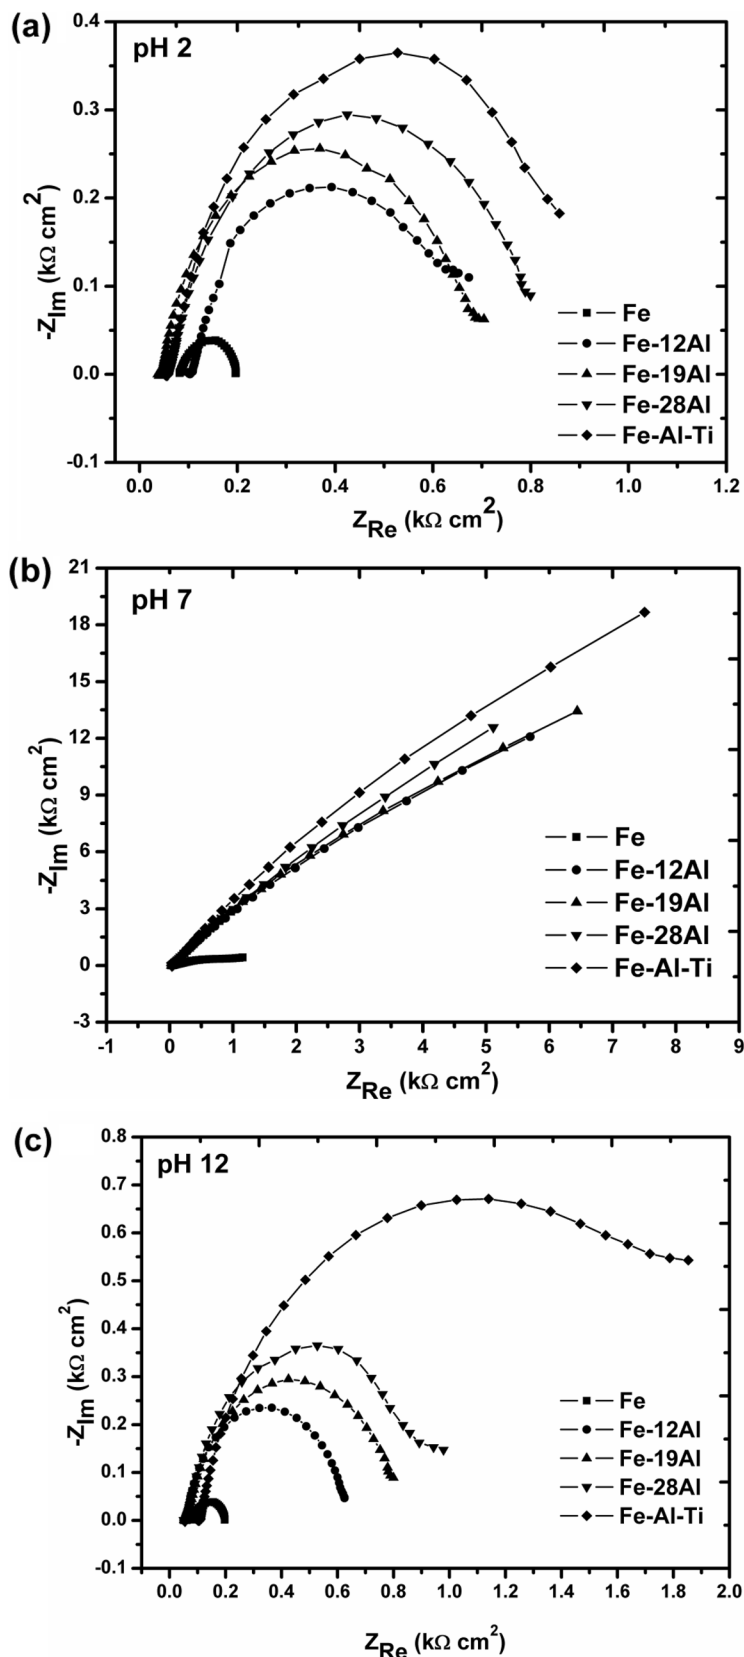 (a)
pH 2
0.4
0.3
0.2
0.1
0.0
-0.1
-Z_Im (kΩ cm²)
Fe
Fe-12Al
Fe-19Al
Fe-28Al
Fe-Al-Ti
0.0 0.2 0.4 0.6 0.8 1.0 1.2
Z_Re (kΩ cm²)
(b)
pH 7
21
18
15
12
9
6
3
0
-3
-Z_Im (kΩ cm²)
Fe
Fe-12Al
Fe-19Al
Fe-28Al
Fe-Al-Ti
-1 0 1 2 3 4 5 6 7 8 9
Z_Re (kΩ cm²)
(c)
pH 12
0.8
0.7
0.6
0.5
0.4
0.3
0.2
0.1
0.0
-0.1
-Z_Im (kΩ cm²)
Fe
Fe-12Al
Fe-19Al
Fe-28Al
Fe-Al-Ti
0.0 0.2 0.4 0.6 0.8 1.0 1.2 1.4 1.6 1.8 2.0
Z_Re (kΩ cm²)